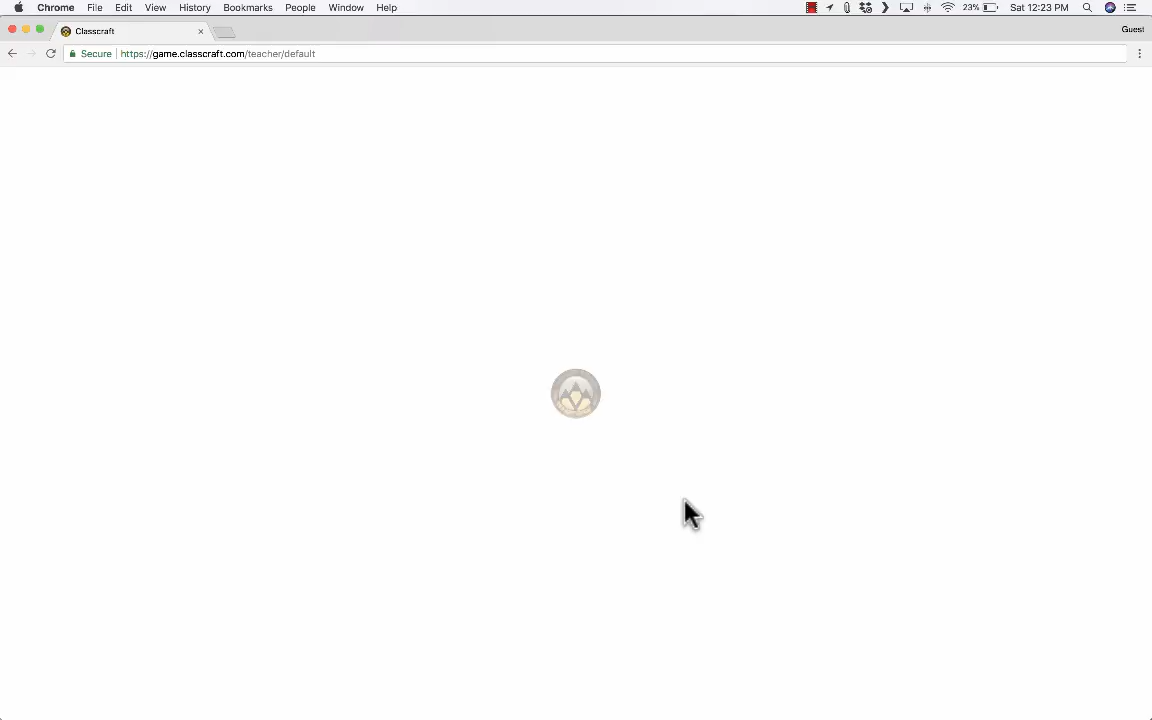 Chrome File Edit View History Bookmarks People Window Help 23% Sat 12:23 PM
Classcraft Guest
Secure https://game.classcraft.com/teacher/default